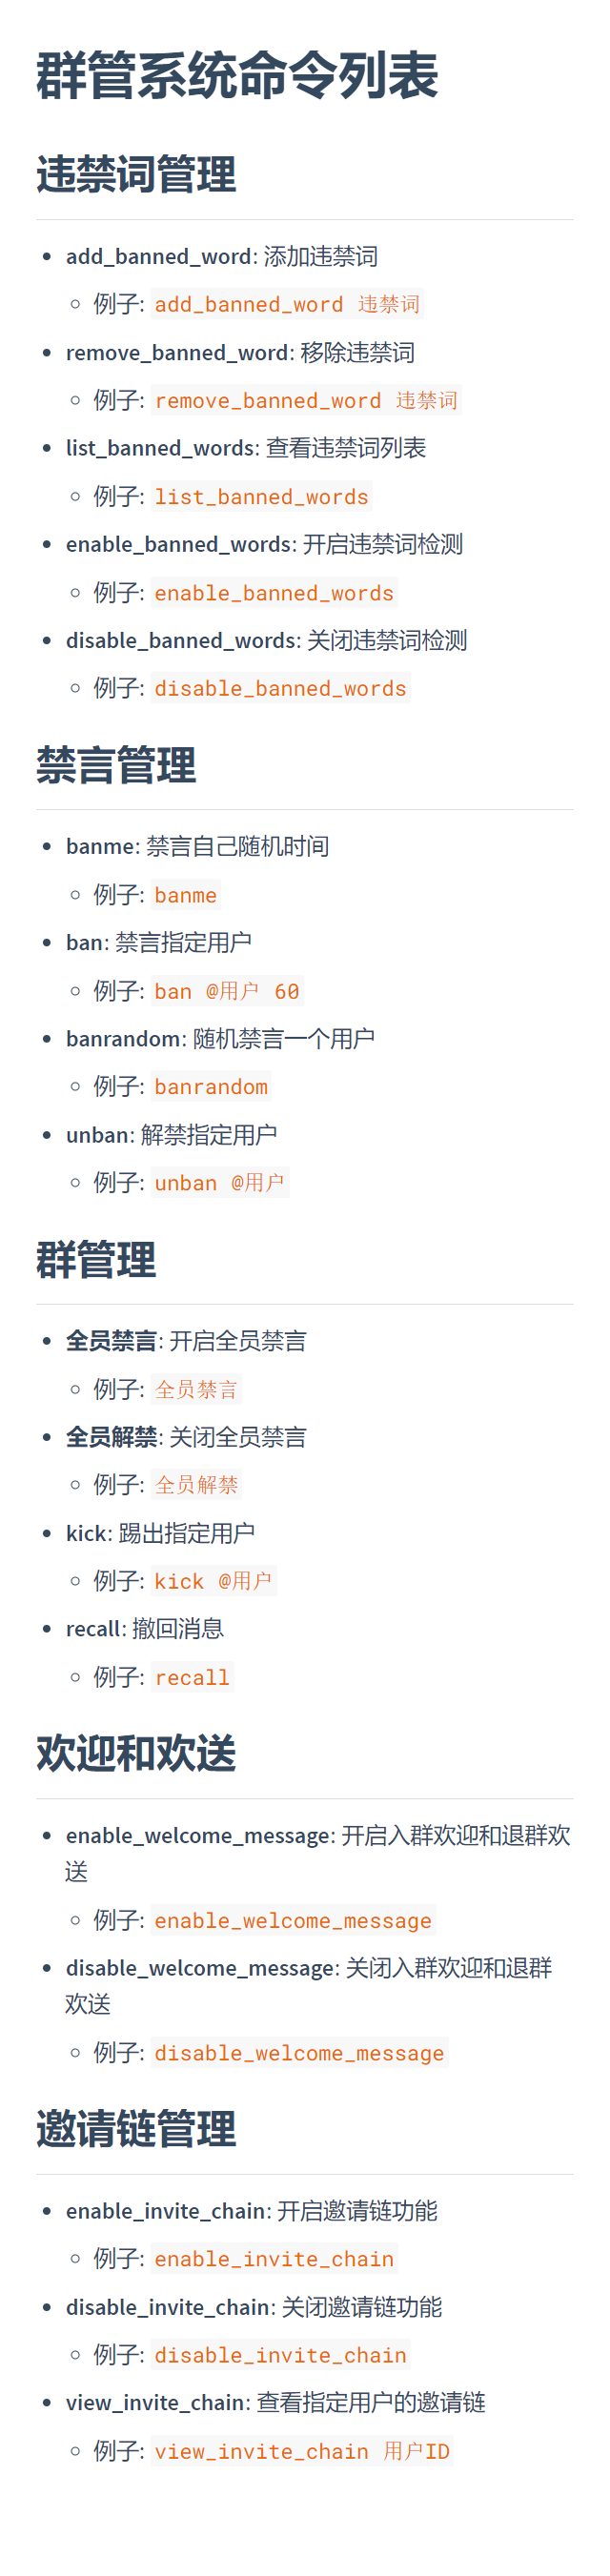 群管系统命令列表
违禁词管理
add_banned_word: 添加违禁词
例子: add_banned_word 违禁词
remove_banned_word: 移除违禁词
例子: remove_banned_word 违禁词
list_banned_words: 查看违禁词列表
例子: list_banned_words
enable_banned_words: 开启违禁词检测
例子: enable_banned_words
disable_banned_words: 关闭违禁词检测
例子: disable_banned_words
禁言管理
banme: 禁言自己随机时间
例子: banme
ban: 禁言指定用户
例子: ban @用户 60
banrandom: 随机禁言一个用户
例子: banrandom
unban: 解禁指定用户
例子: unban @用户
群管理
全员禁言: 开启全员禁言
例子: 全员禁言
全员解禁: 关闭全员禁言
例子: 全员解禁
kick: 踢出指定用户
例子: kick @用户
recall: 撤回消息
例子: recall
欢迎和欢送
enable_welcome_message: 开启入群欢迎和退群欢
送
例子: enable_welcome_message
disable_welcome_message: 关闭入群欢迎和退群
欢送
例子: disable_welcome_message
邀请链管理
enable_invite_chain: 开启邀请链功能
例子: enable_invite_chain
disable_invite_chain: 关闭邀请链功能
例子: disable_invite_chain
view_invite_chain: 查看指定用户的邀请链
例子: view_invite_chain 用户ID